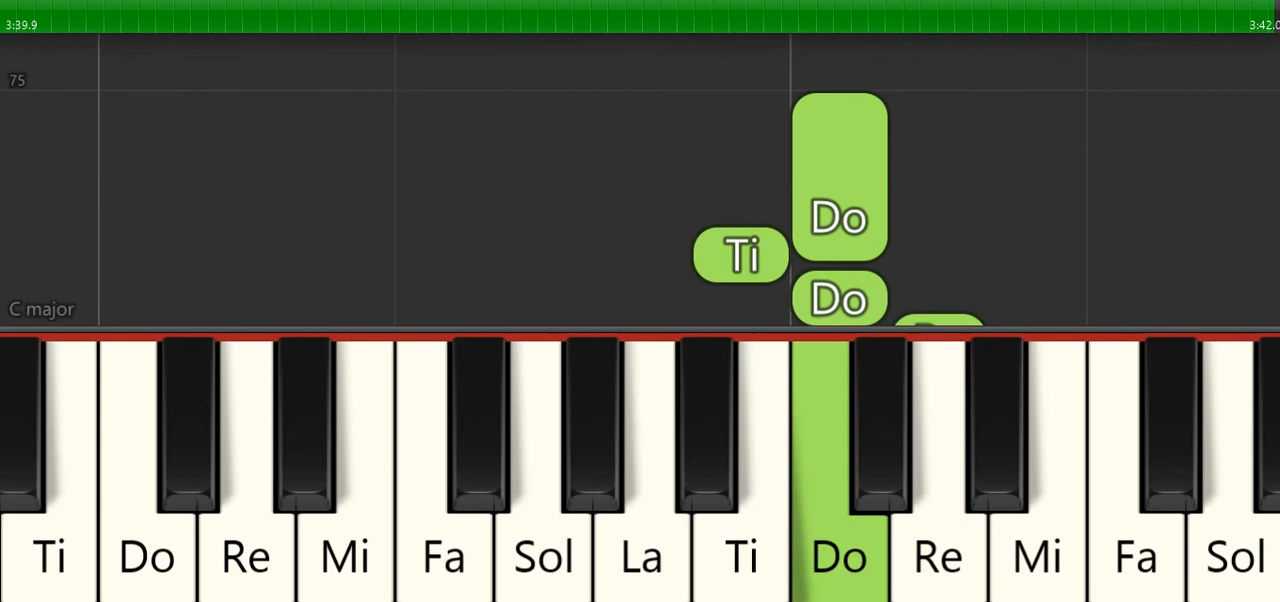 3:39.9 3:42.0
75
Do
Ti
Do
C major
Ti Do Re Mi Fa Sol La Ti Do Re Mi Fa Sol